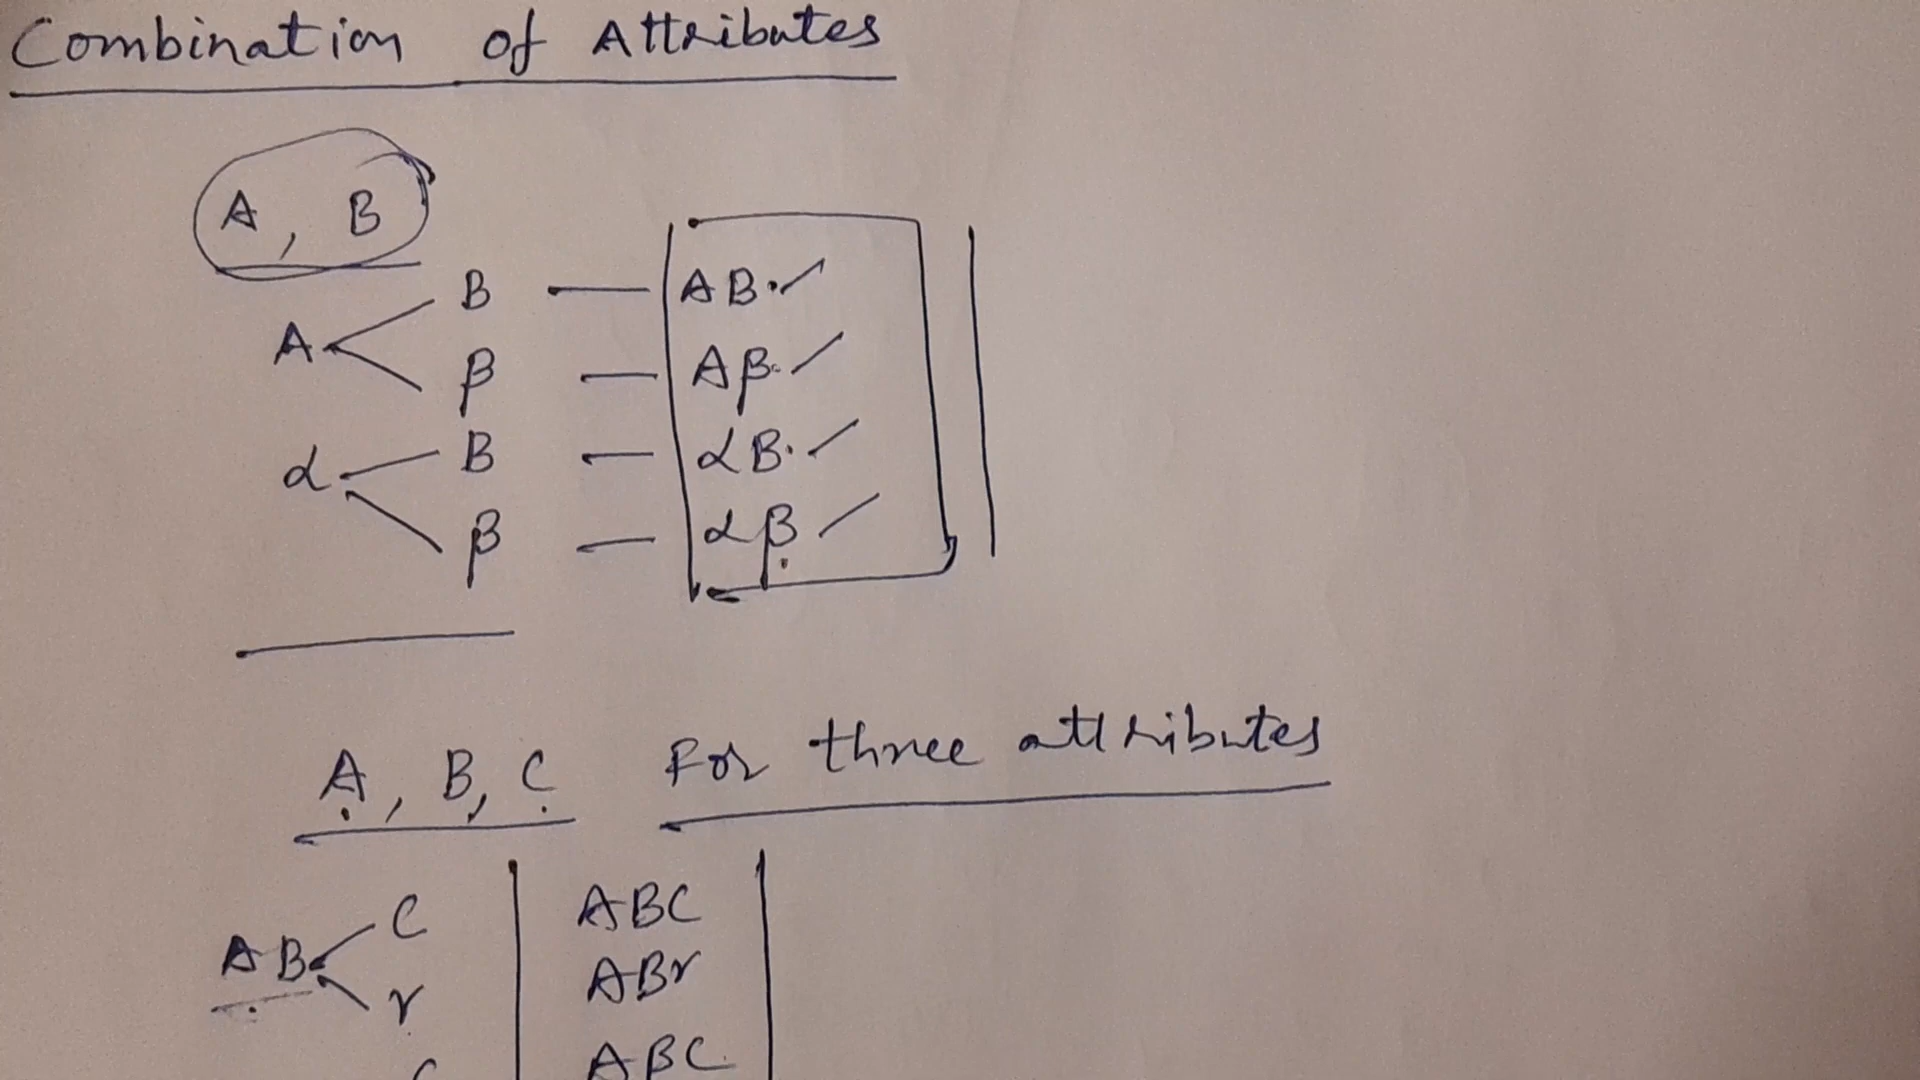 Combination of Attributes
A, B
B — AB
A
β — Aβ
B — αB
α
β — αβ
A, B, C For three attributes
C ABC
AB
γ ABγ
C AβC